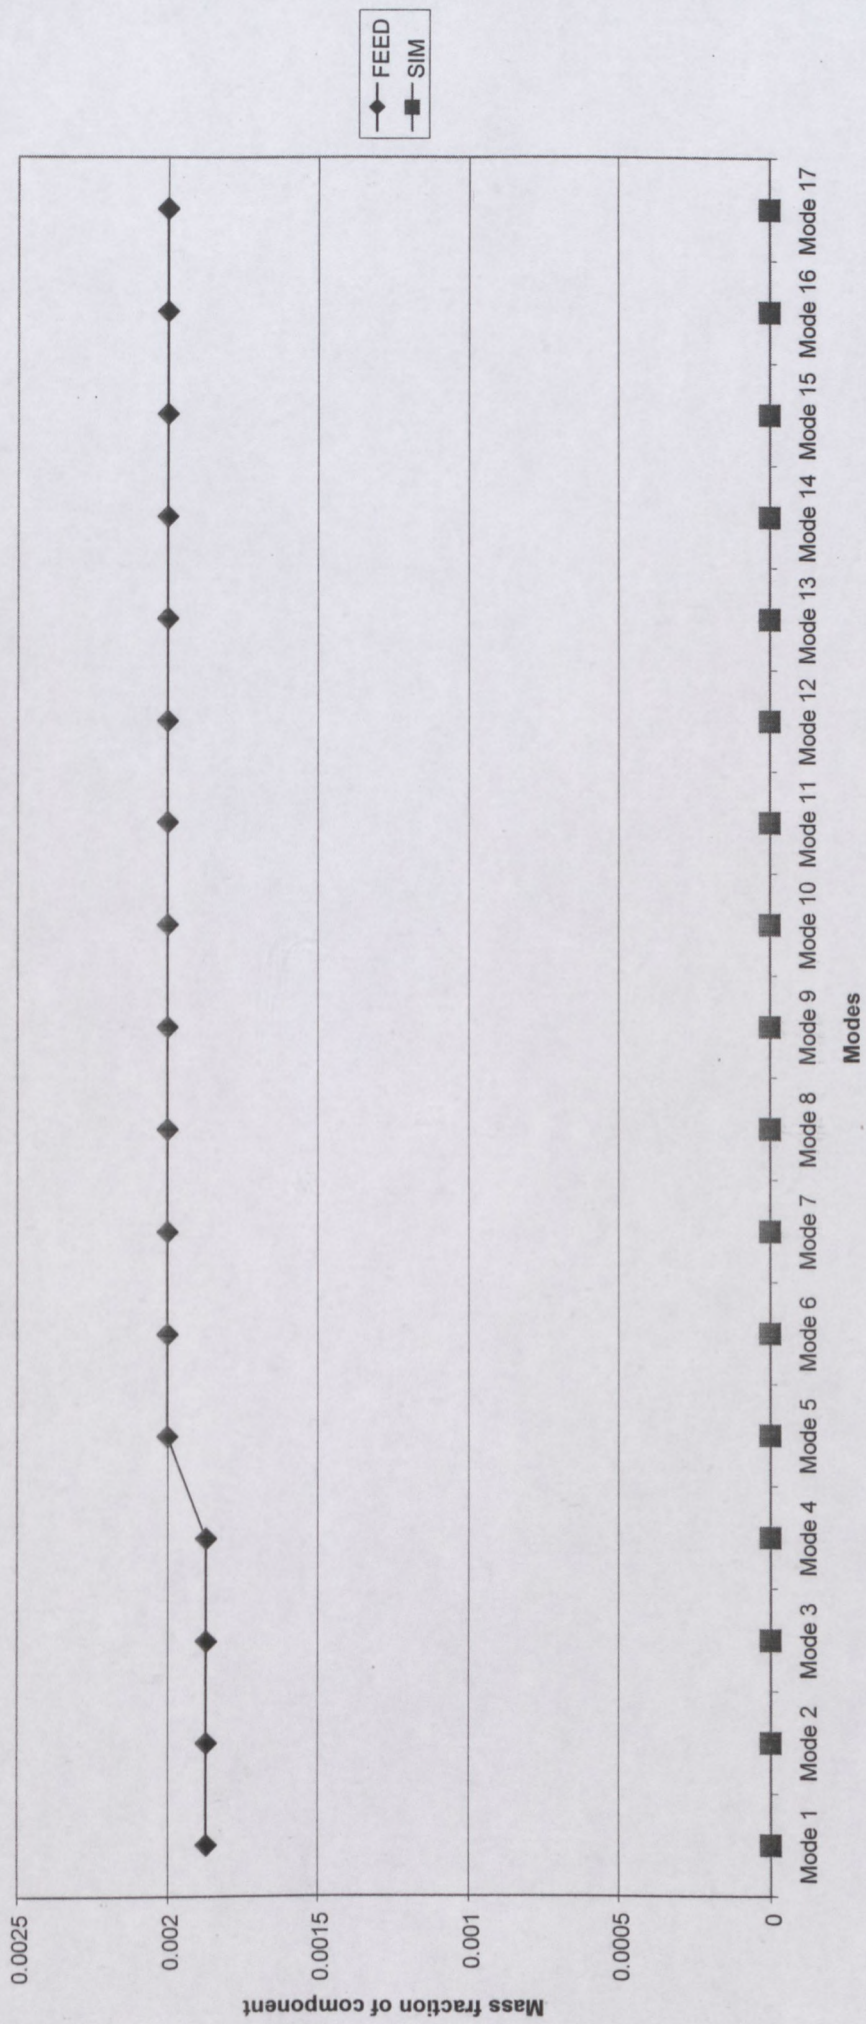 Mass fraction of component
0.0025
0.002
0.0015
0.001
0.0005
0
Mode 1 Mode 2 Mode 3 Mode 4 Mode 5 Mode 6 Mode 7 Mode 8 Mode 9 Mode 10 Mode 11 Mode 12 Mode 13 Mode 14 Mode 15 Mode 16 Mode 17
Modes
FEED
SIM